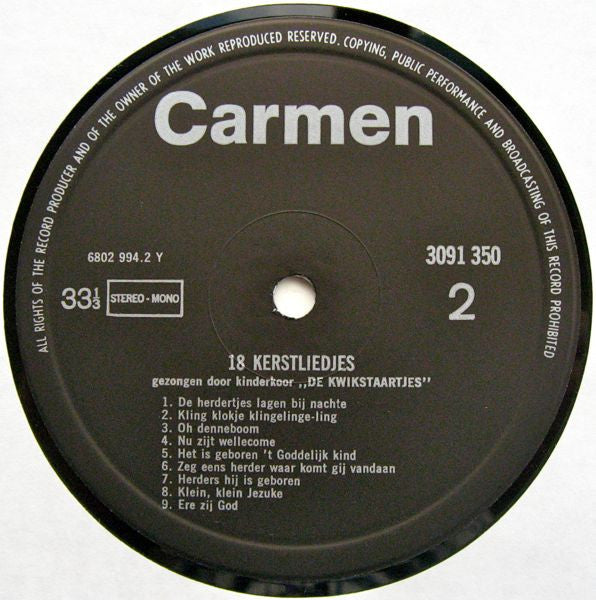 ALL RIGHTS OF THE RECORD PRODUCER AND OF THE OWNER OF THE WORK REPRODUCED RESERVED. COPYING, PUBLIC PERFORMANCE AND BROADCASTING OF THIS RECORD PROHIBITED
Carmen
6802 994.2 Y
3091 350
33⅓
STEREO - MONO
2
18 KERSTLIEDJES
gezongen door kinderkoor ,,DE KWIKSTAARTJES''
1. De herdertjes lagen bij nachte
2. Kling klokje klingelinge-ling
3. Oh denneboom
4. Nu zijt wellecome
5. Het is geboren 't Goddelijk kind
6. Zeg eens herder waar komt gij vandaan
7. Herders hij is geboren
8. Klein, klein Jezuke
9. Ere zij God